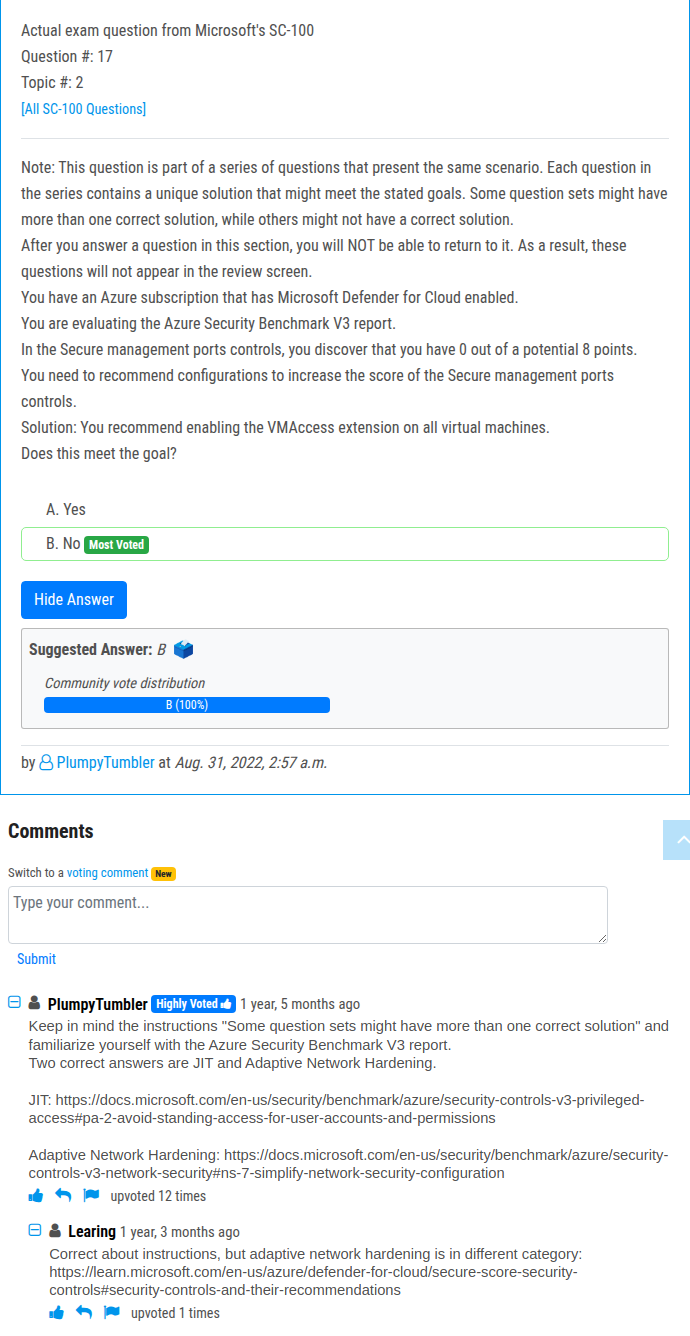 Actual exam question from Microsoft's SC-100
Question #: 17
Topic #: 2
[All SC-100 Questions]
Note: This question is part of a series of questions that present the same scenario. Each question in
the series contains a unique solution that might meet the stated goals. Some question sets might have
more than one correct solution, while others might not have a correct solution.
After you answer a question in this section, you will NOT be able to return to it. As a result, these
questions will not appear in the review screen.
You have an Azure subscription that has Microsoft Defender for Cloud enabled.
You are evaluating the Azure Security Benchmark V3 report.
In the Secure management ports controls, you discover that you have 0 out of a potential 8 points.
You need to recommend configurations to increase the score of the Secure management ports
controls.
Solution: You recommend enabling the VMAccess extension on all virtual machines.
Does this meet the goal?
A. Yes
B. No Most Voted
Hide Answer
Suggested Answer: B
Community vote distribution
B (100%)
by PlumpyTumbler at Aug. 31, 2022, 2:57 a.m.
Comments
Switch to a voting comment New
Type your comment...
Submit
PlumpyTumbler Highly Voted 1 year, 5 months ago
Keep in mind the instructions "Some question sets might have more than one correct solution" and
familiarize yourself with the Azure Security Benchmark V3 report.
Two correct answers are JIT and Adaptive Network Hardening.
JIT: https://docs.microsoft.com/en-us/security/benchmark/azure/security-controls-v3-privileged-
access#pa-2-avoid-standing-access-for-user-accounts-and-permissions
Adaptive Network Hardening: https://docs.microsoft.com/en-us/security/benchmark/azure/security-
controls-v3-network-security#ns-7-simplify-network-security-configuration
upvoted 12 times
Learing 1 year, 3 months ago
Correct about instructions, but adaptive network hardening is in different category:
https://learn.microsoft.com/en-us/azure/defender-for-cloud/secure-score-security-
controls#security-controls-and-their-recommendations
upvoted 1 times